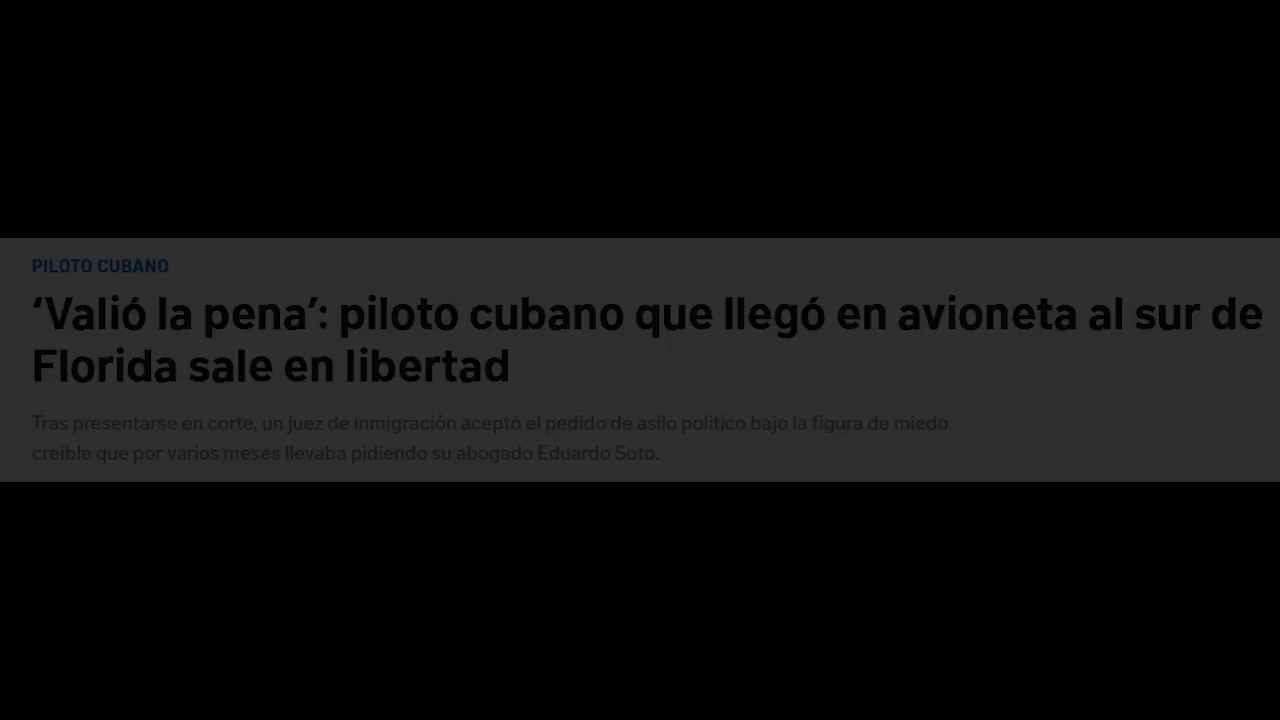 PILOTO CUBANO
‘Valió la pena’: piloto cubano que llegó en avioneta al sur de
Florida sale en libertad
Tras presentarse en corte, un juez de inmigración aceptó el pedido de asilo político bajo la figura de miedo
creíble que por varios meses llevaba pidiendo su abogado Eduardo Soto.